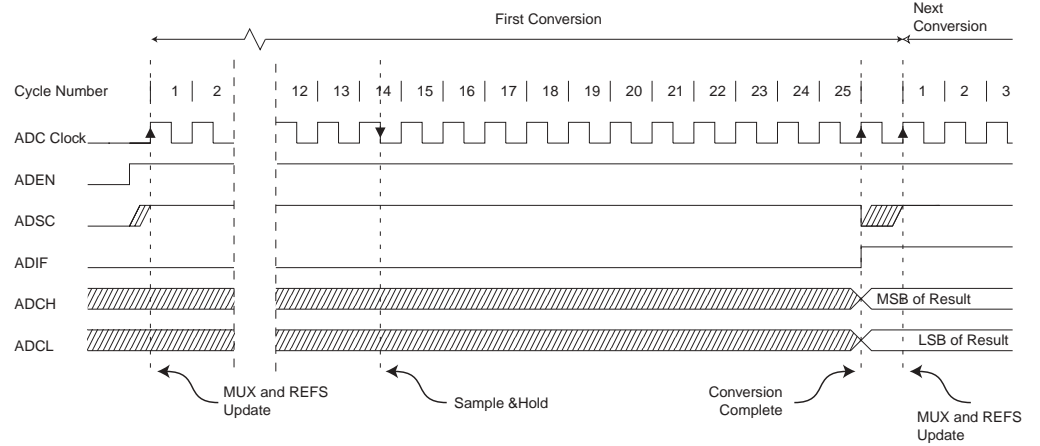 First Conversion
Next
Conversion
Cycle Number 1 2 12 13 14 15 16 17 18 19 20 21 22 23 24 25 1 2 3
ADC Clock
ADEN
ADSC
ADIF
ADCH MSB of Result
ADCL LSB of Result
MUX and REFS
Update
Sample &Hold
Conversion
Complete
MUX and REFS
Update